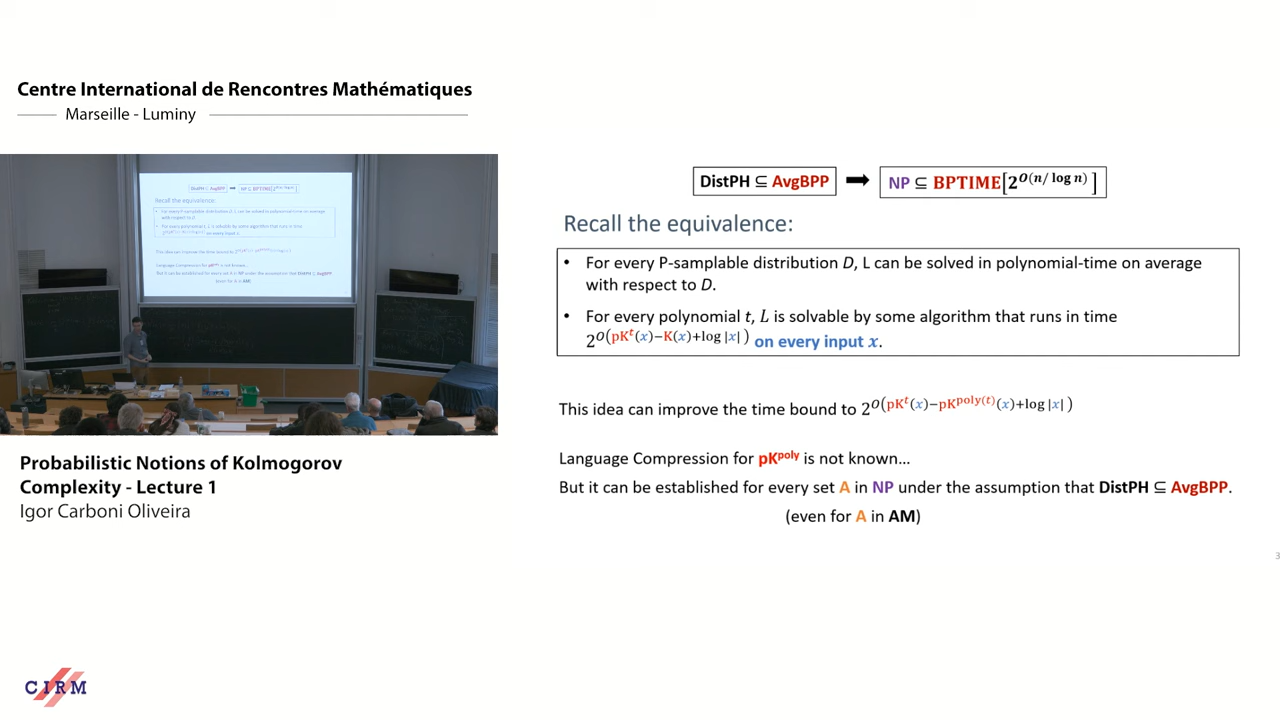 Centre International de Rencontres Mathématiques
Marseille - Luminy
DistPH ⊆ AvgBPP ➡ NP ⊆ BPTIME[2^{O(n/ log n)}]
Recall the equivalence:
• For every P-samplable distribution D, L can be solved in polynomial-time on average
with respect to D.
• For every polynomial t, L is solvable by some algorithm that runs in time
2^{O(pK^t(x)−K(x)+log |x|)} on every input x.
This idea can improve the time bound to 2^{O(pK^t(x)−pK^{poly(t)}(x)+log |x|)}
Language Compression for pK^{poly} is not known...
But it can be established for every set A in NP under the assumption that DistPH ⊆ AvgBPP.
(even for A in AM)
3
Probabilistic Notions of Kolmogorov
Complexity - Lecture 1
Igor Carboni Oliveira
CIRM